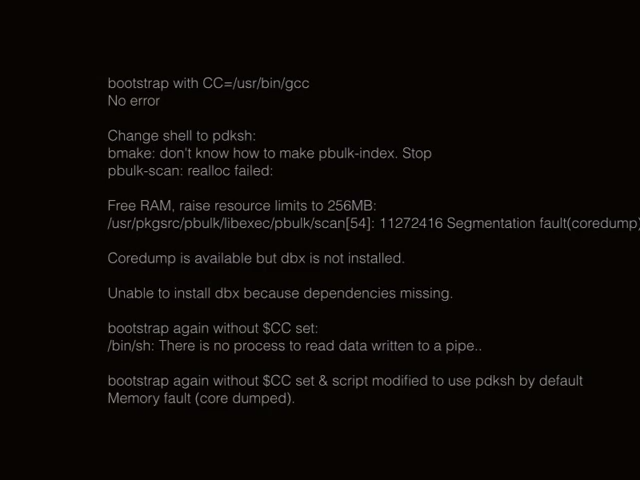 bootstrap with CC=/usr/bin/gcc
No error
Change shell to pdksh:
bmake: don't know how to make pbulk-index. Stop
pbulk-scan: realloc failed:
Free RAM, raise resource limits to 256MB:
/usr/pkgsrc/pbulk/libexec/pbulk/scan[54]: 11272416 Segmentation fault(coredump)
Coredump is available but dbx is not installed.
Unable to install dbx because dependencies missing.
bootstrap again without $CC set:
/bin/sh: There is no process to read data written to a pipe..
bootstrap again without $CC set & script modified to use pdksh by default
Memory fault (core dumped).